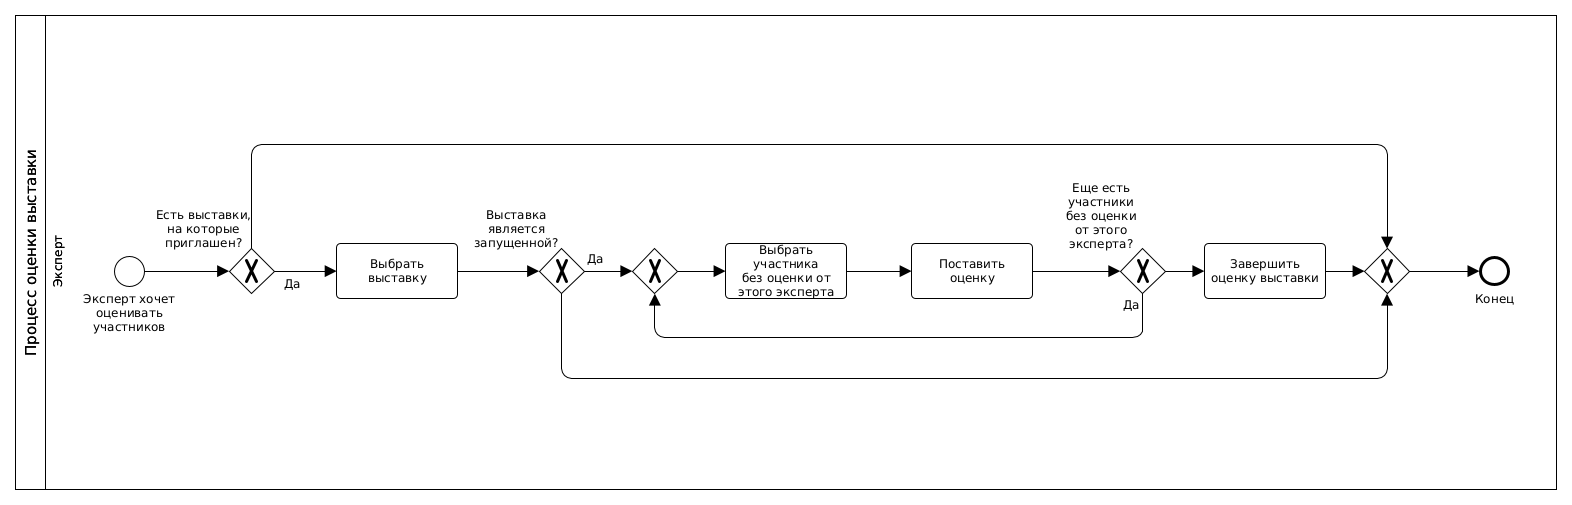 Процесс оценки выставки
Эксперт
Эксперт хочет
оценивать
участников
Есть выставки,
на которые
приглашен?
Да
Выбрать
выставку
Выставка
является
запущенной?
Да
Выбрать
участника
без оценки от
этого эксперта
Поставить
оценку
Еще есть
участники
без оценки
от этого
эксперта?
Да
Завершить
оценку выставки
Конец